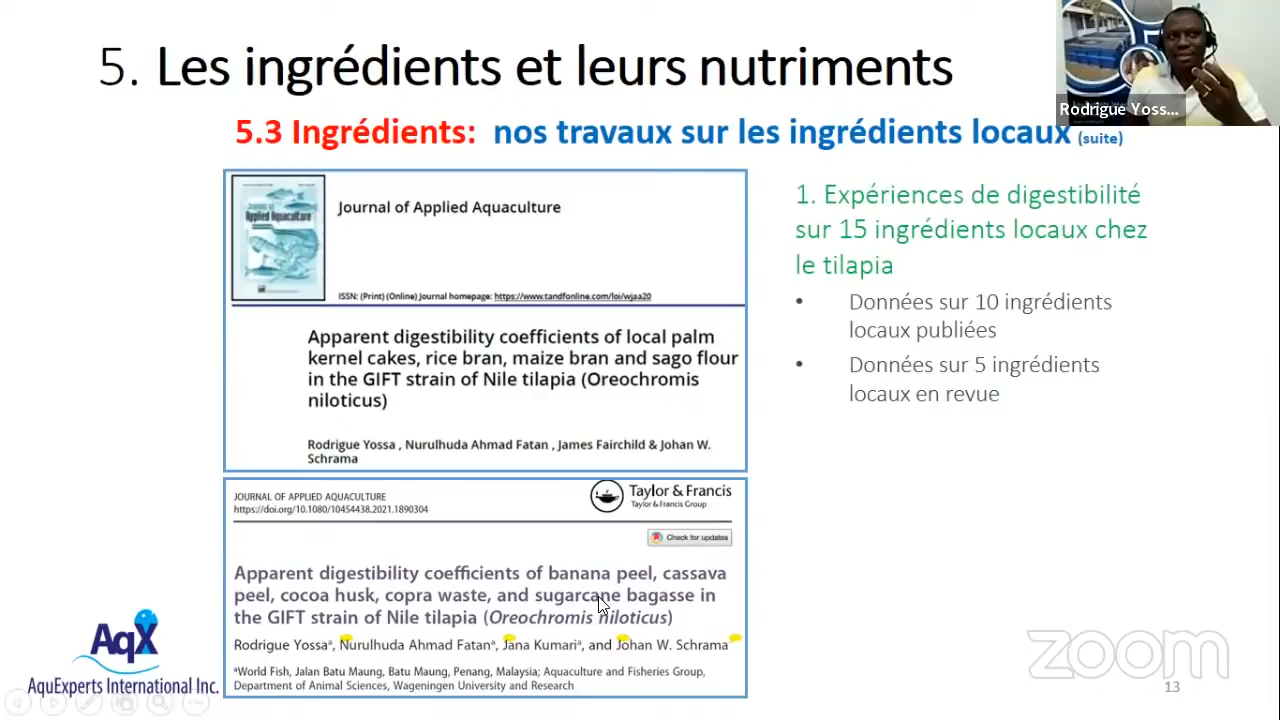 5. Les ingrédients et leurs nutriments
Rodrigue Yoss...
5.3 Ingrédients: nos travaux sur les ingrédients locaux (suite)
Journal of Applied Aquaculture
Journal of Applied Aquaculture
ISSN: (Print) (Online) Journal homepage: https://www.tandfonline.com/loi/wjaa20
Apparent digestibility coefficients of local palm
kernel cakes, rice bran, maize bran and sago flour
in the GIFT strain of Nile tilapia (Oreochromis
niloticus)
Rodrigue Yossa , Nurulhuda Ahmad Fatan , James Fairchild & Johan W.
Schrama
JOURNAL OF APPLIED AQUACULTURE
https://doi.org/10.1080/10454438.2021.1890304
Taylor & Francis
Taylor & Francis Group
Check for updates
Apparent digestibility coefficients of banana peel, cassava
peel, cocoa husk, copra waste, and sugarcane bagasse in
the GIFT strain of Nile tilapia (Oreochromis niloticus)
Rodrigue Yossaᵃ, Nurulhuda Ahmad Fatanᵃ, Jana Kumariᵃ, and Johan W. Schrama
ᵃWorld Fish, Jalan Batu Maung, Batu Maung, Penang, Malaysia; Aquaculture and Fisheries Group,
Department of Animal Sciences, Wageningen University and Research
1. Expériences de digestibilité
sur 15 ingrédients locaux chez
le tilapia
• Données sur 10 ingrédients
locaux publiées
• Données sur 5 ingrédients
locaux en revue
AqX
AquExperts International Inc.
zoom
13